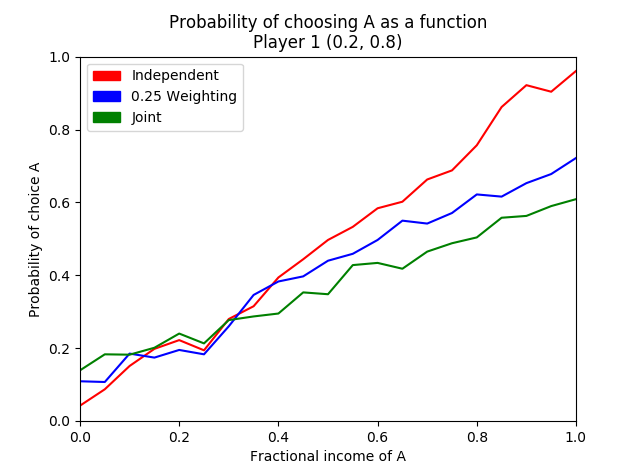 Probability of choosing A as a function
Player 1 (0.2, 0.8)
Independent
0.25 Weighting
Joint
Probability of choice A
1.0
0.8
0.6
0.4
0.2
0.0
0.0 0.2 0.4 0.6 0.8 1.0
Fractional income of A